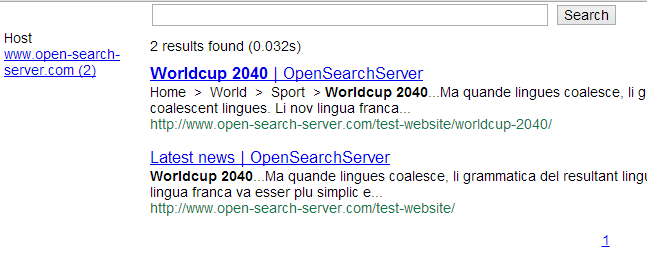 Search
Host
www.open-search-
server.com (2)
2 results found (0.032s)
Worldcup 2040 | OpenSearchServer
Home > World > Sport > Worldcup 2040...Ma quande lingues coalesce, li g
coalescent lingues. Li nov lingua franca...
http://www.open-search-server.com/test-website/worldcup-2040/
Latest news | OpenSearchServer
Worldcup 2040...Ma quande lingues coalesce, li grammatica del resultant lingu
lingua franca va esser plu simplic e...
http://www.open-search-server.com/test-website/
1